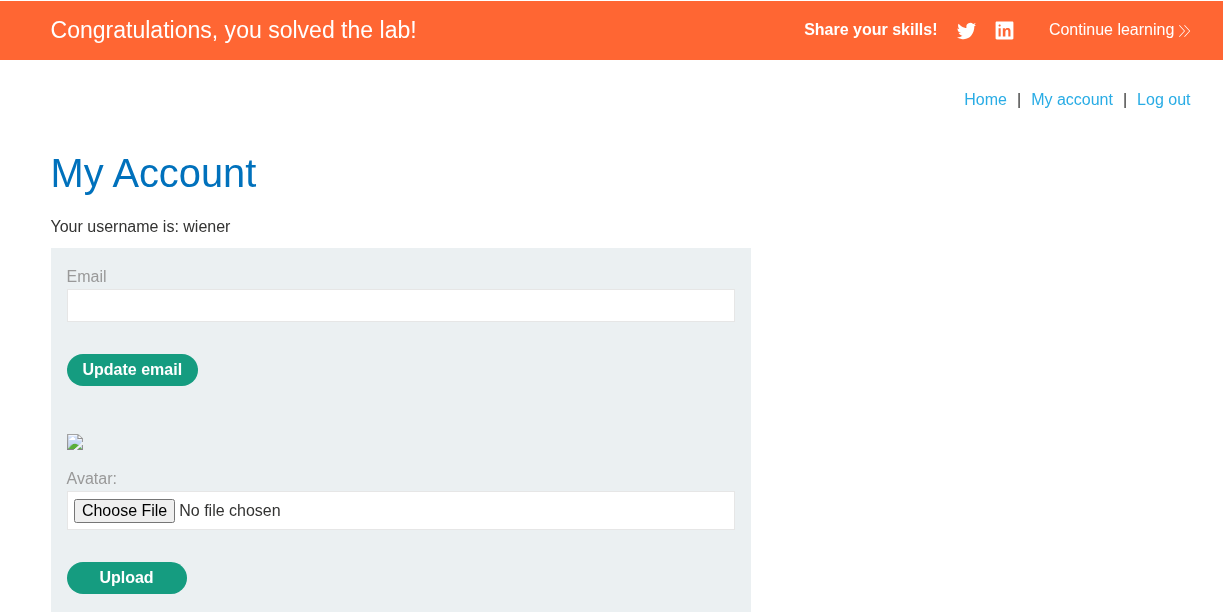 Congratulations, you solved the lab! Share your skills! Continue learning
Home | My account | Log out
My Account
Your username is: wiener
Email
Update email
Avatar:
Choose File No file chosen
Upload